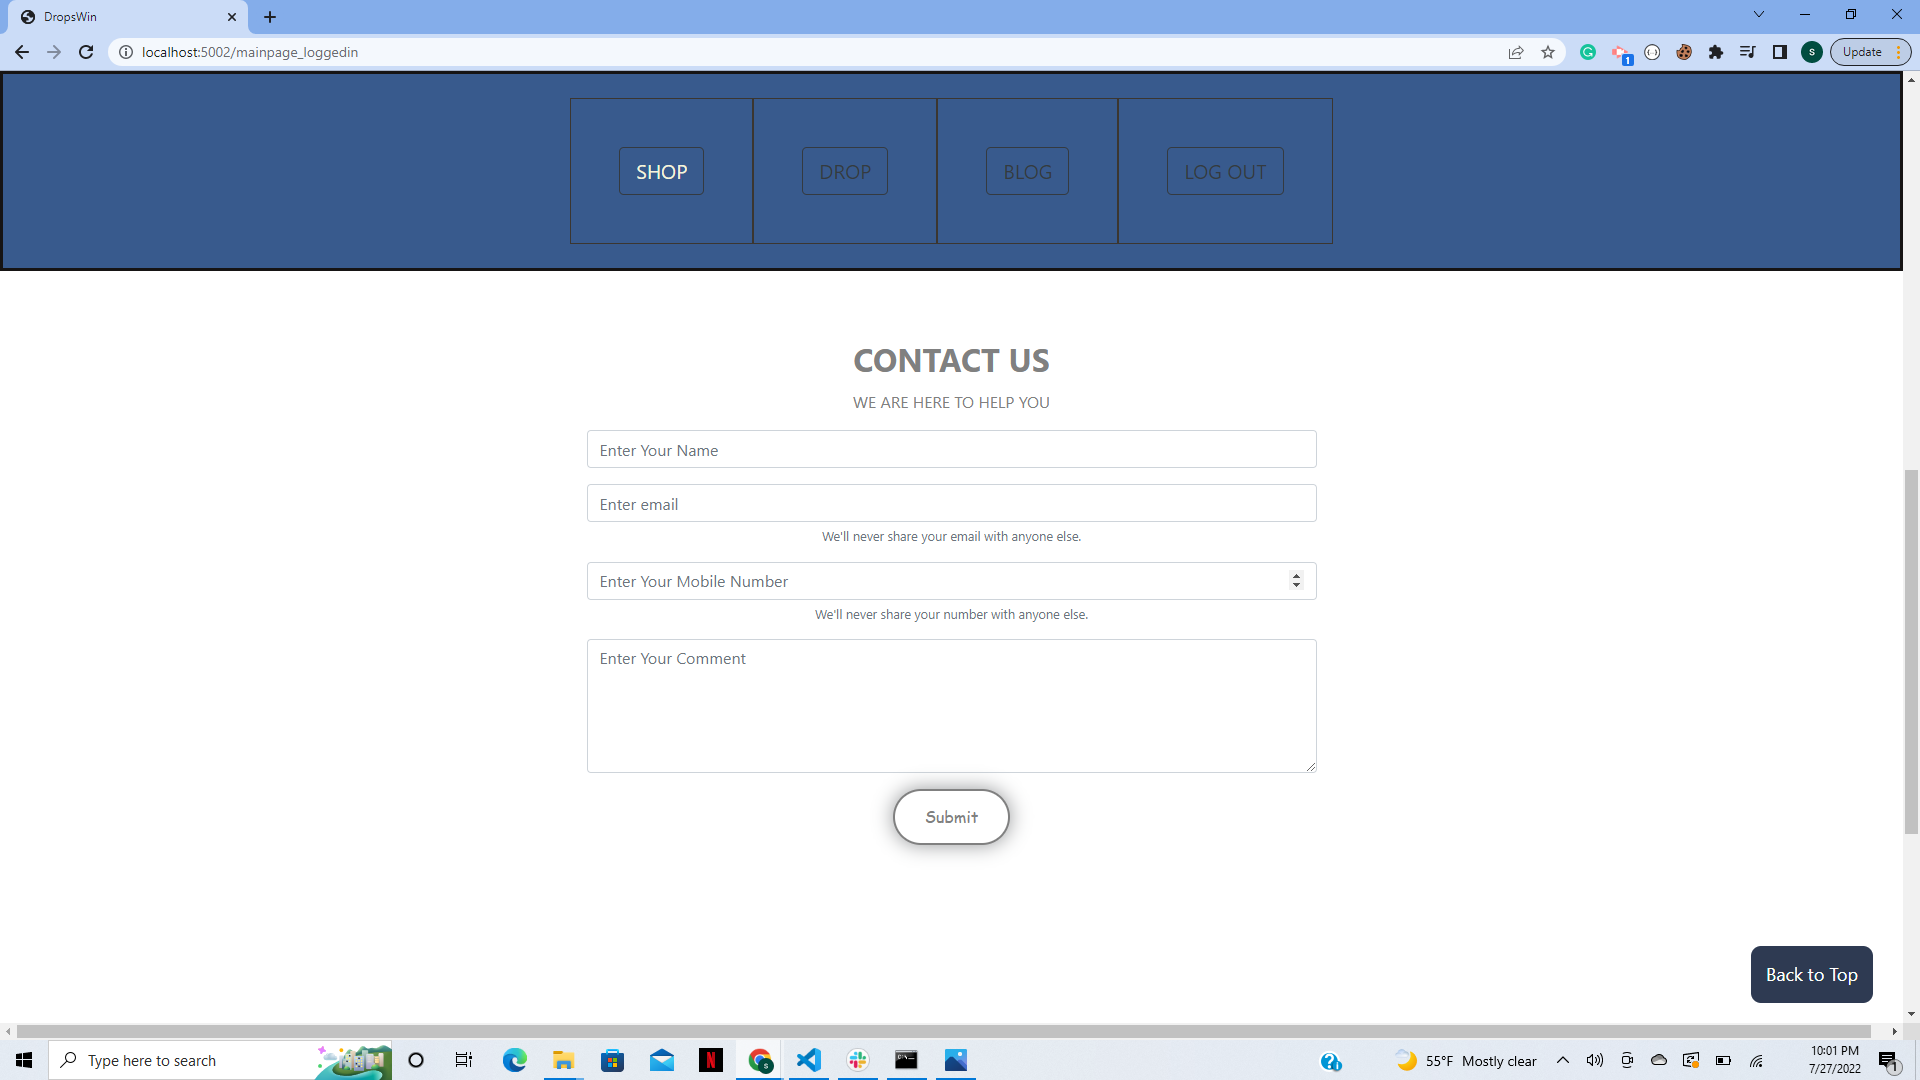 DropsWin
localhost:5002/mainpage_loggedin
1
S
Update
SHOP
DROP
BLOG
LOG OUT
CONTACT US
WE ARE HERE TO HELP YOU
Enter Your Name
Enter email
We'll never share your email with anyone else.
Enter Your Mobile Number
We'll never share your number with anyone else.
Enter Your Comment
Submit
Back to Top
Type here to search
N
S
55°F Mostly clear
10:01 PM
7/27/2022
1